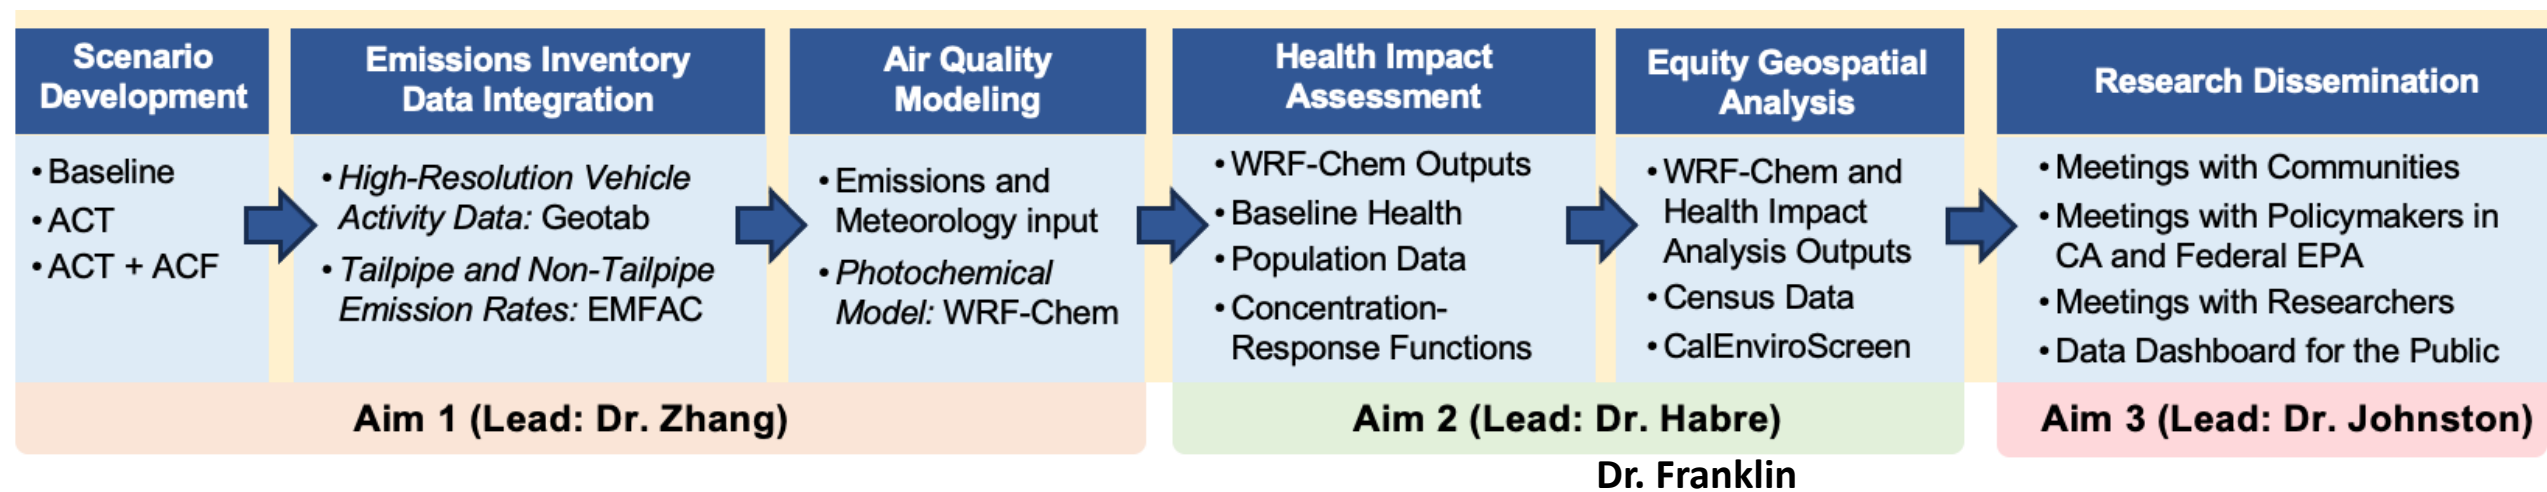 Scenario
Development
• Baseline
• ACT
• ACT + ACF
Emissions Inventory
Data Integration
• High-Resolution Vehicle
Activity Data: Geotab
• Tailpipe and Non-Tailpipe
Emission Rates: EMFAC
Air Quality
Modeling
• Emissions and
Meteorology input
• Photochemical
Model: WRF-Chem
Health Impact
Assessment
• WRF-Chem Outputs
• Baseline Health
• Population Data
• Concentration-
Response Functions
Equity Geospatial
Analysis
• WRF-Chem and
Health Impact
Analysis Outputs
• Census Data
• CalEnviroScreen
Research Dissemination
• Meetings with Communities
• Meetings with Policymakers in
CA and Federal EPA
• Meetings with Researchers
• Data Dashboard for the Public
Aim 1 (Lead: Dr. Zhang)
Aim 2 (Lead: Dr. Habre)
Dr. Franklin
Aim 3 (Lead: Dr. Johnston)